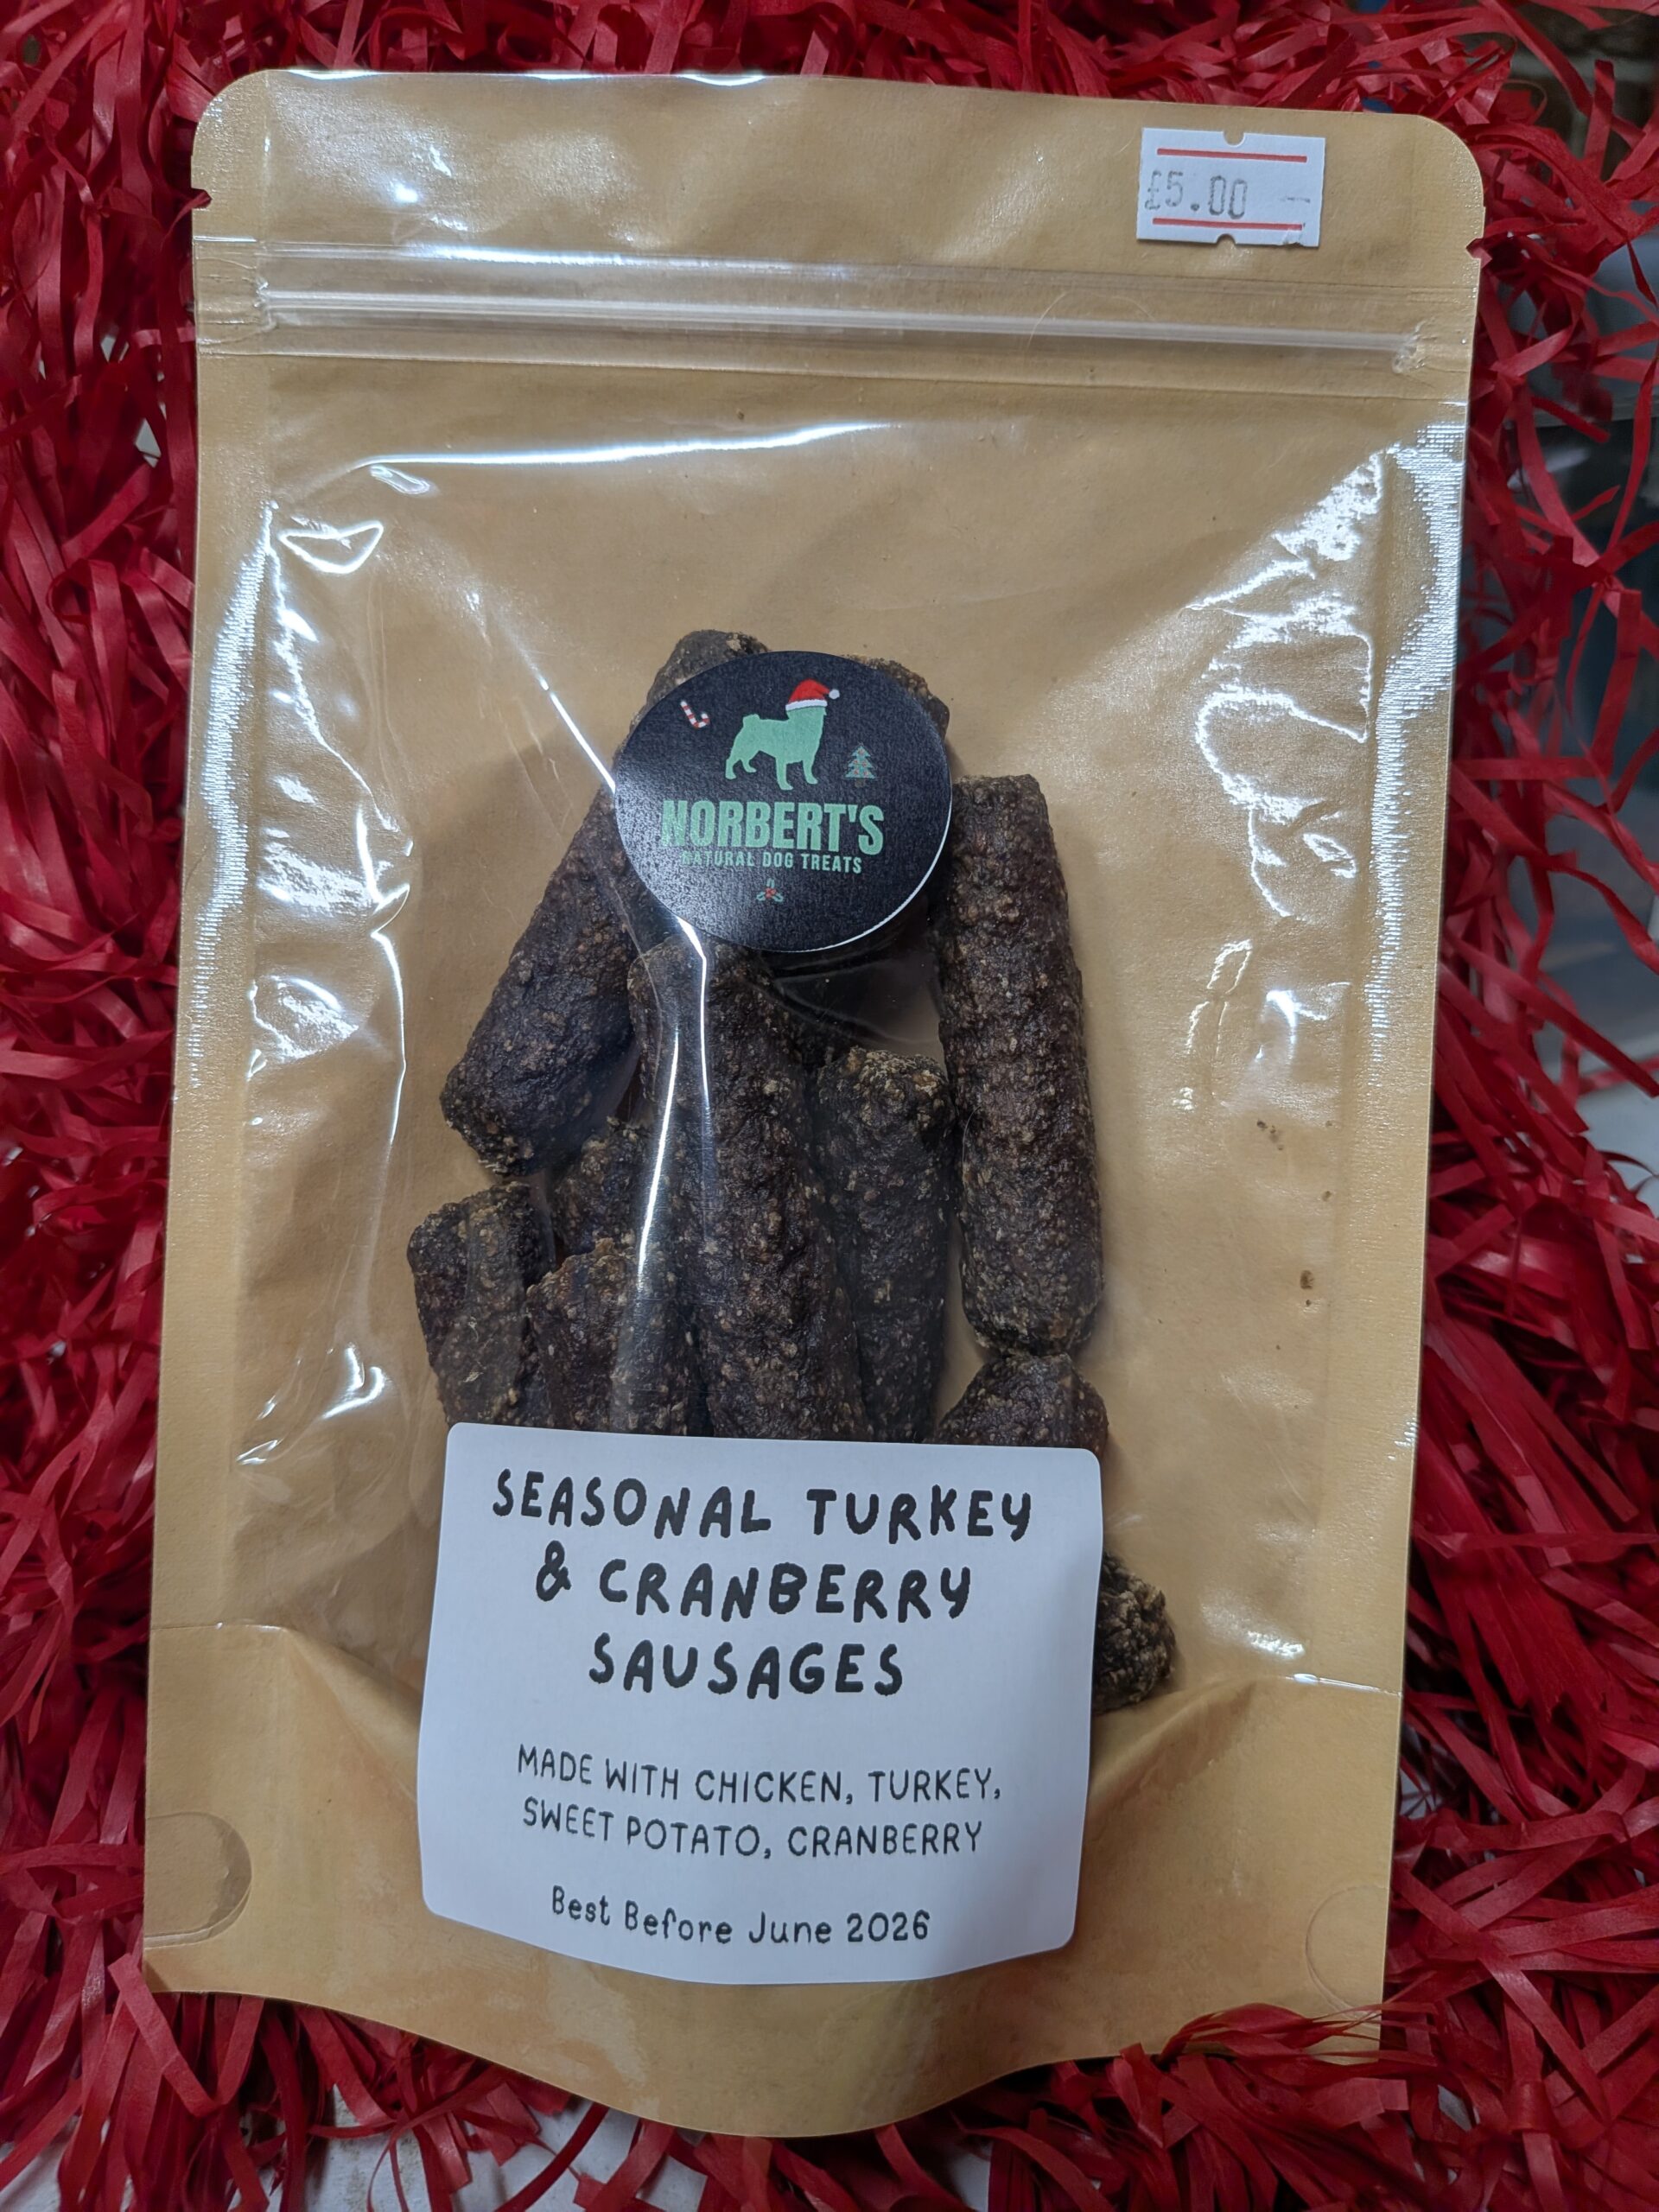 £5.00
NORBERT'S
NATURAL DOG TREATS
SEASONAL TURKEY
& CRANBERRY
SAUSAGES
MADE WITH CHICKEN, TURKEY,
SWEET POTATO, CRANBERRY
Best Before June 2026